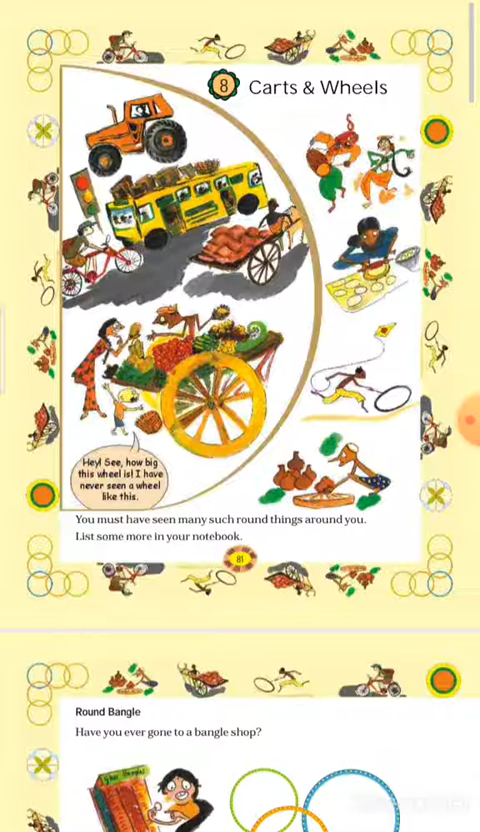 8 Carts & Wheels
Hey! See, how big
this wheel is! I have
never seen a wheel
like this.
You must have seen many such round things around you.
List some more in your notebook.
81
Round Bangle
Have you ever gone to a bangle shop?